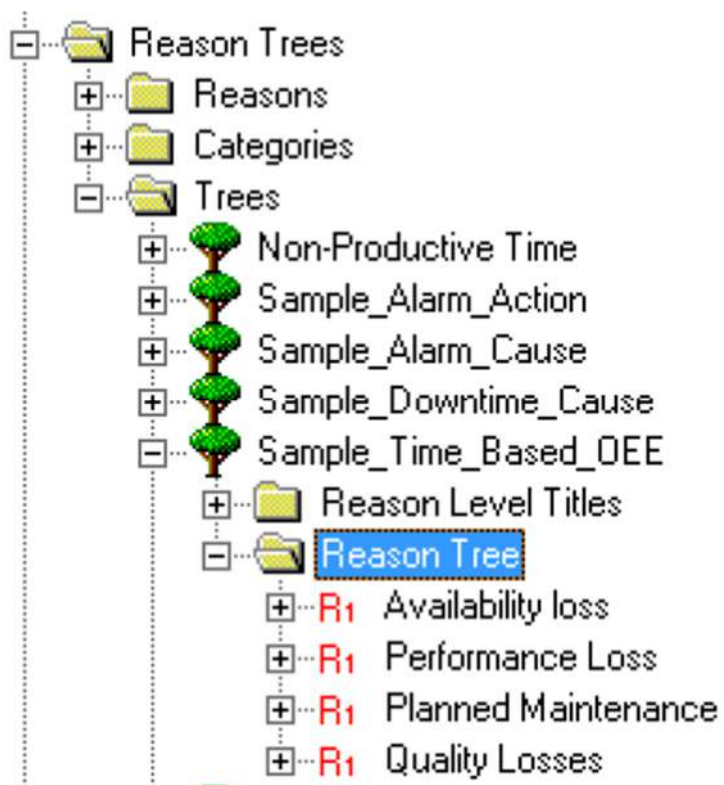 Reason Trees
Reasons
Categories
Trees
Non-Productive Time
Sample_Alarm_Action
Sample_Alarm_Cause
Sample_Downtime_Cause
Sample_Time_Based_OEE
Reason Level Titles
Reason Tree
R1 Availability loss
R1 Performance Loss
R1 Planned Maintenance
R1 Quality Losses